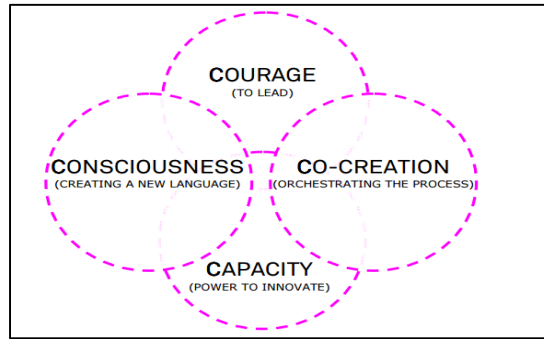 COURAGE
(TO LEAD)
CONSCIOUSNESS
(CREATING A NEW LANGUAGE)
CO-CREATION
(ORCHESTRATING THE PROCESS)
CAPACITY
(POWER TO INNOVATE)